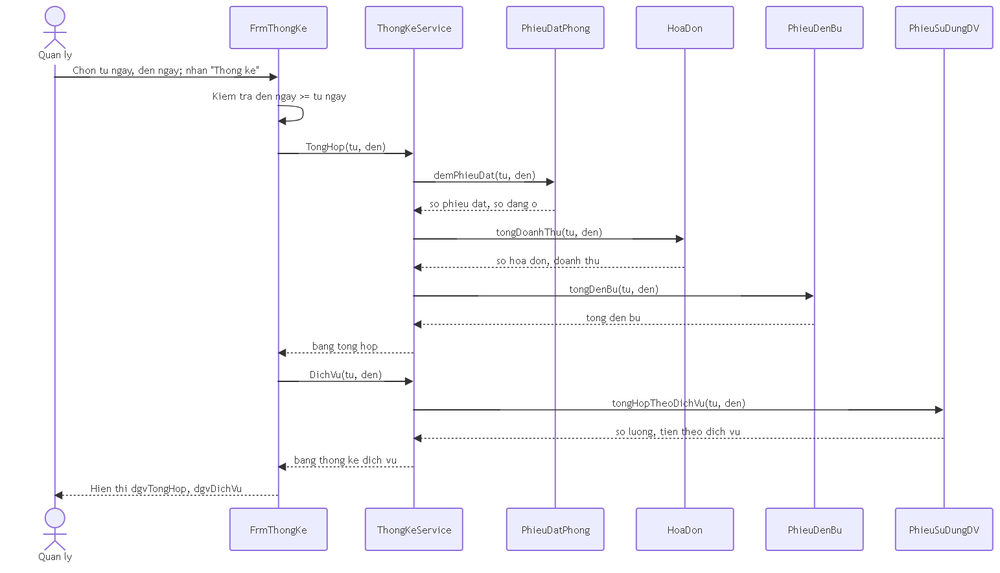 Quan ly
FrmThongKe
ThongKeService
PhieuDatPhong
HoaDon
PhieuDenBu
PhieuSuDungDV
Chon tu ngay, den ngay; nhan "Thong ke"
Kiem tra den ngay >= tu ngay
TongHop(tu, den)
demPhieuDat(tu, den)
so phieu dat, so dang o
tongDoanhThu(tu, den)
so hoa don, doanh thu
tongDenBu(tu, den)
tong den bu
bang tong hop
DichVu(tu, den)
tongHopTheoDichVu(tu, den)
so luong, tien theo dich vu
bang thong ke dich vu
Hien thi dgvTongHop, dgvDichVu
Quan ly
FrmThongKe
ThongKeService
PhieuDatPhong
HoaDon
PhieuDenBu
PhieuSuDungDV